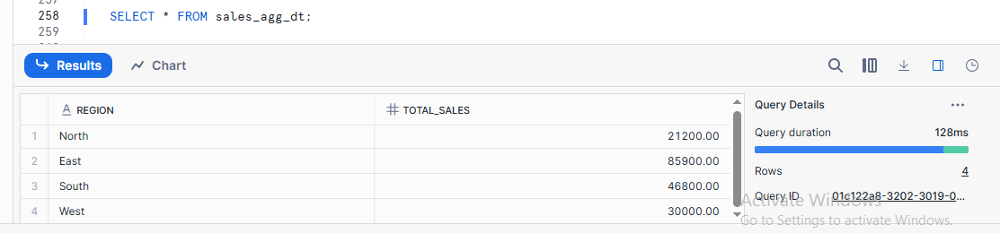 258 SELECT * FROM sales_agg_dt;
259
Results Chart
REGION TOTAL_SALES
1 North 21200.00
2 East 85900.00
3 South 46800.00
4 West 30000.00
Query Details ...
Query duration 128ms
Rows 4
Query ID 01c122a8-3202-3019-0...
Activate Windows
Go to Settings to activate Windows.